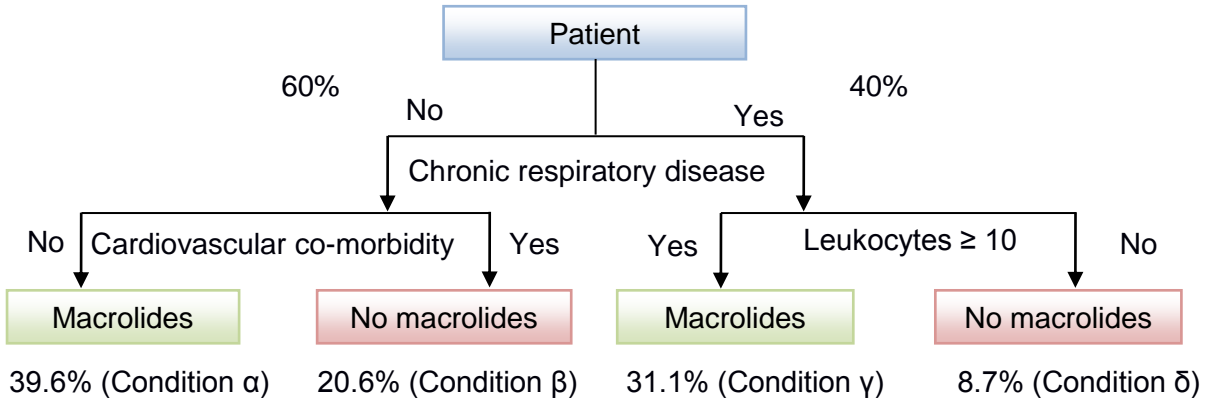 Patient
60%
40%
No
Yes
Chronic respiratory disease
No
Cardiovascular co-morbidity
Yes
Yes
Leukocytes ≥ 10
No
Macrolides
No macrolides
Macrolides
No macrolides
39.6% (Condition α)
20.6% (Condition β)
31.1% (Condition γ)
8.7% (Condition δ)